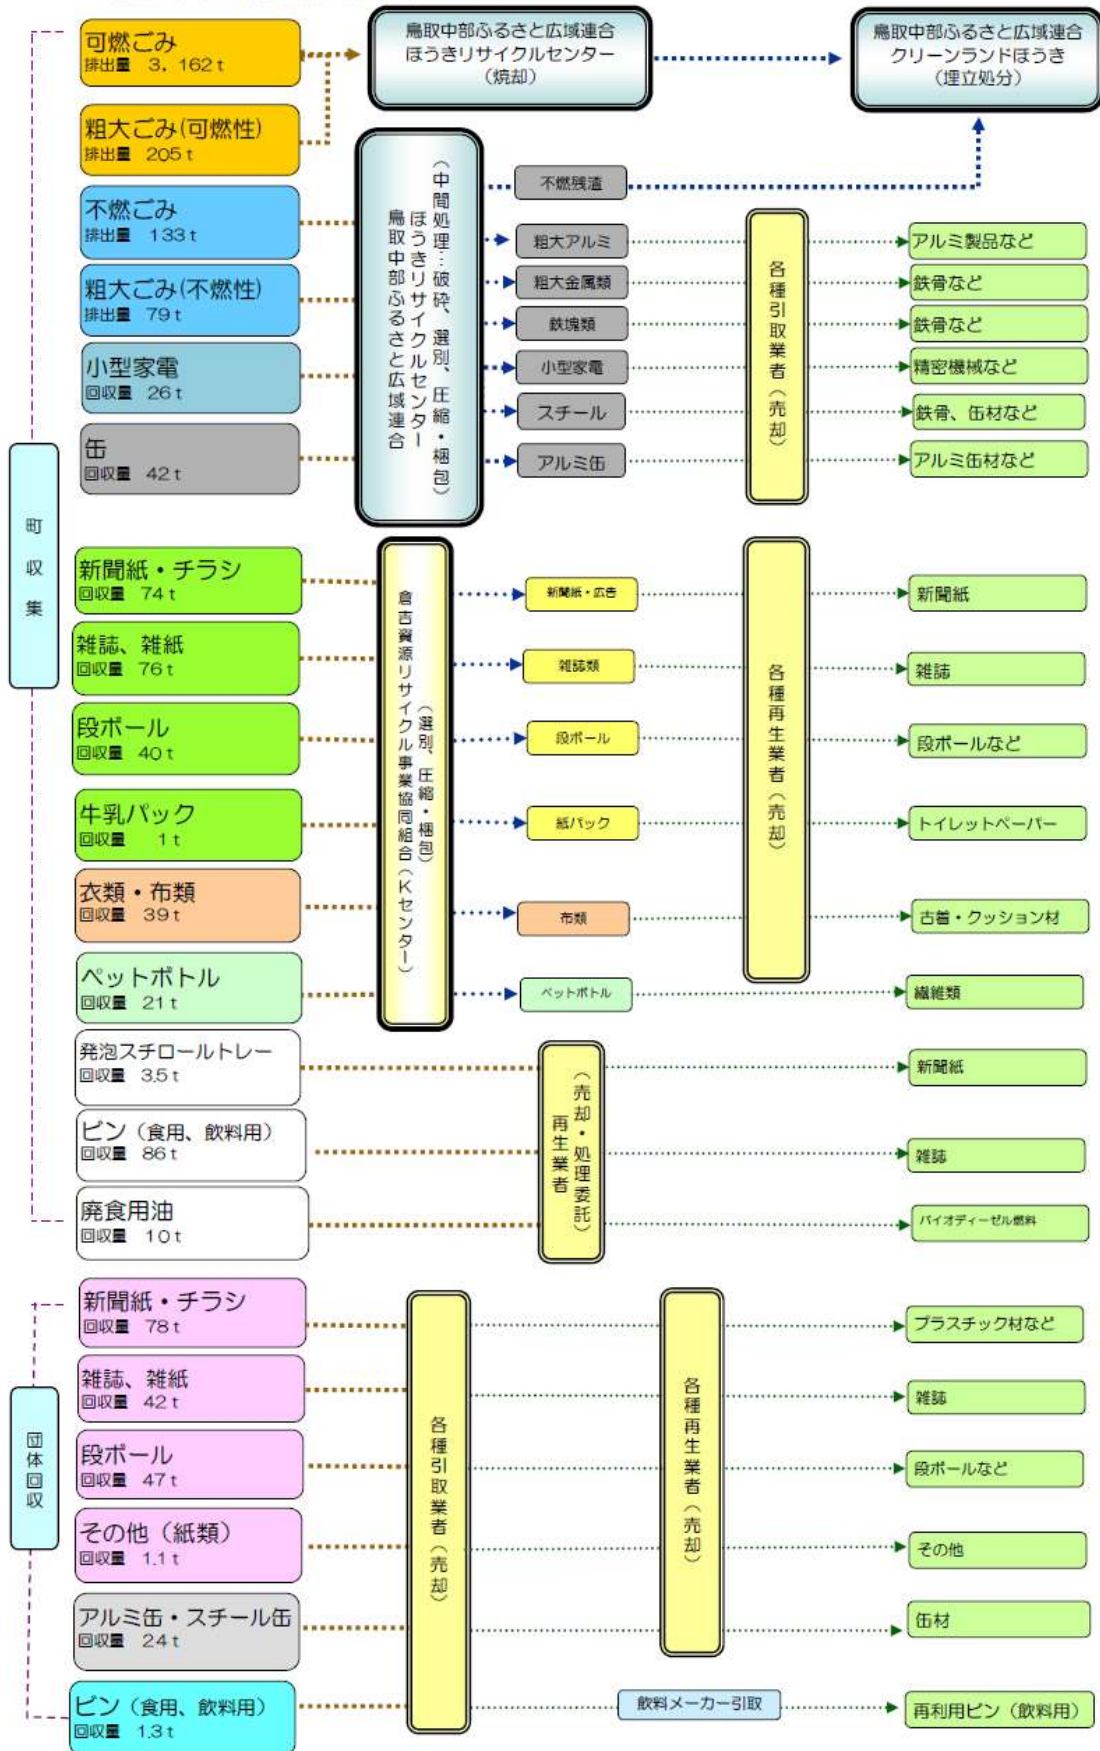 可燃ごみ
排出量 3，162ｔ
鳥取中部ふるさと広域連合
ほうきリサイクルセンター
（焼却）
鳥取中部ふるさと広域連合
クリーンランドほうき
（埋立処分）
粗大ごみ(可燃性)
排出量 205ｔ
不燃ごみ
排出量 133ｔ
粗大ごみ(不燃性)
排出量 79ｔ
小型家電
回収量 26ｔ
缶
回収量 42ｔ
鳥取中部ふるさと広域連合
ほうきリサイクルセンター
（中間処理…破砕、選別、圧縮・梱包）
不燃残渣
粗大アルミ
粗大金属類
鉄塊類
小型家電
スチール
アルミ缶
各種引取業者（売却）
アルミ製品など
鉄骨など
鉄骨など
精密機械など
鉄骨、缶材など
アルミ缶材など
町収集
新聞紙・チラシ
回収量 74ｔ
雑誌、雑紙
回収量 76ｔ
段ボール
回収量 40ｔ
牛乳パック
回収量 1ｔ
衣類・布類
回収量 39ｔ
ペットボトル
回収量 21ｔ
倉吉資源リサイクル事業協同組合（Kセンター）
（選別、圧縮・梱包）
新聞紙・広告
雑誌類
段ボール
紙パック
布類
ペットボトル
各種再生業者（売却）
新聞紙
雑誌
段ボールなど
トイレットペーパー
古着・クッション材
繊維類
発泡スチロールトレー
回収量 3.5ｔ
ビン（食用、飲料用）
回収量 86ｔ
廃食用油
回収量 10ｔ
再生業者
（売却・処理委託）
新聞紙
雑誌
バイオディーゼル燃料
団体回収
新聞紙・チラシ
回収量 78ｔ
雑誌、雑紙
回収量 42ｔ
段ボール
回収量 47ｔ
その他（紙類）
回収量 1.1ｔ
アルミ缶・スチール缶
回収量 24ｔ
ビン（食用、飲料用）
回収量 1.3ｔ
各種引取業者（売却）
各種再生業者（売却）
飲料メーカー引取
プラスチック材など
雑誌
段ボールなど
その他
缶材
再利用ビン（飲料用）